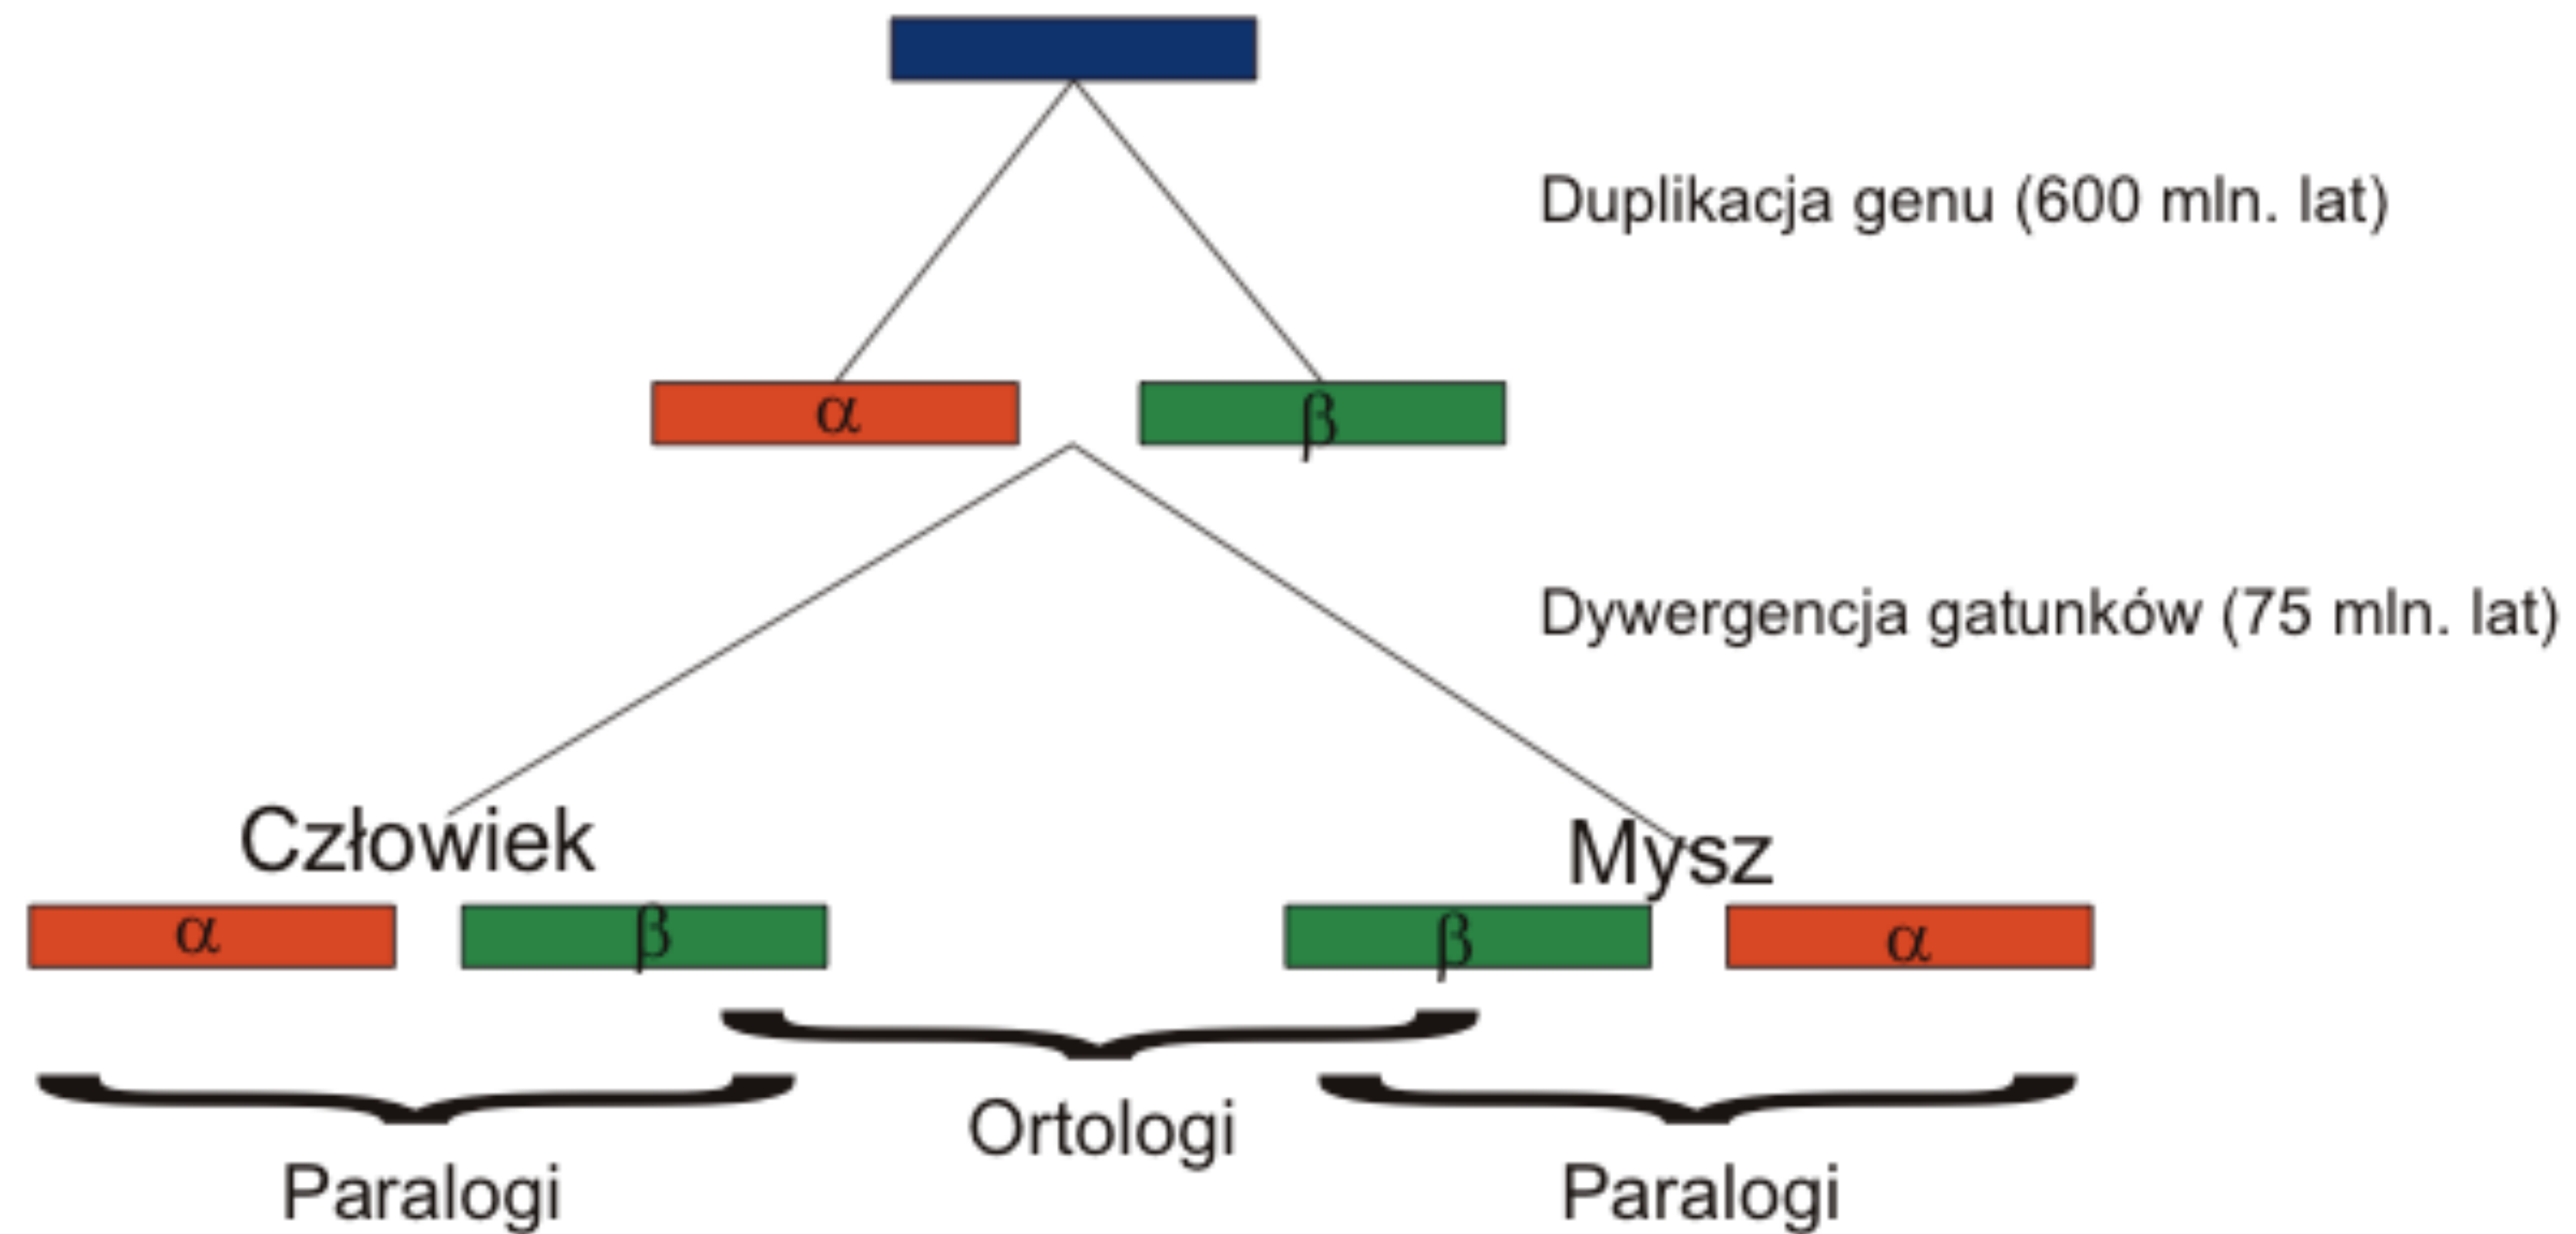 Duplikacja genu (600 mln. lat)
α
β
Dywergencja gatunków (75 mln. lat)
Człowiek
Mysz
α
β
β
α
Ortologi
Paralogi
Paralogi